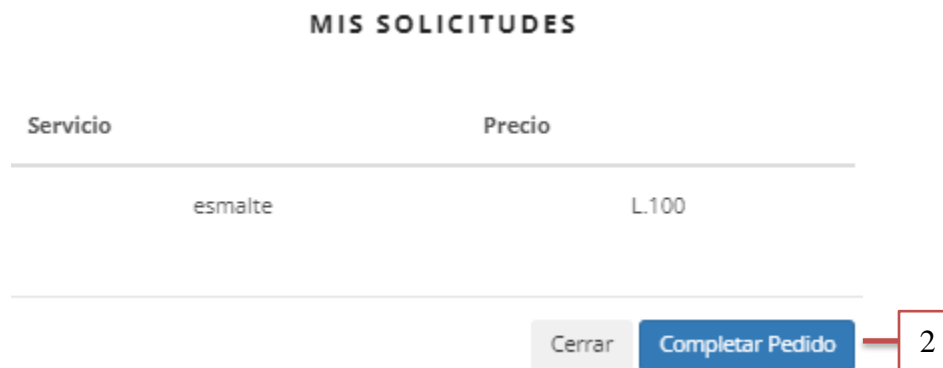 MIS SOLICITUDES
Servicio Precio
esmalte L.100
Cerrar Completar Pedido 2